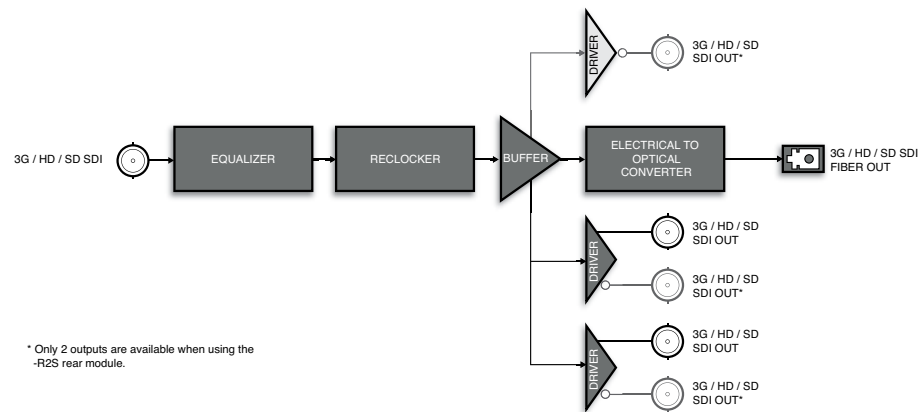 DRIVER
3G / HD / SD
SDI OUT*
3G / HD / SD SDI
EQUALIZER
RECLOCKER
BUFFER
ELECTRICAL TO
OPTICAL
CONVERTER
3G / HD / SD SDI
FIBER OUT
DRIVER
3G / HD / SD
SDI OUT
3G / HD / SD
SDI OUT*
DRIVER
3G / HD / SD
SDI OUT
3G / HD / SD
SDI OUT*
* Only 2 outputs are available when using the
-R2S rear module.